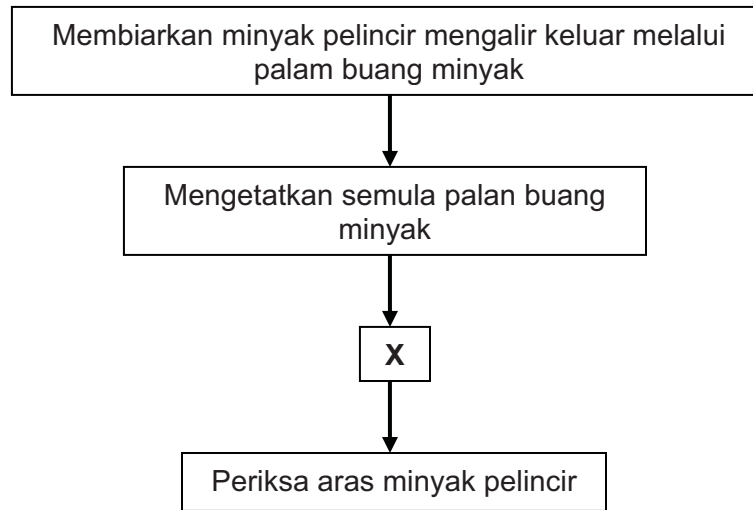 Membiarkan minyak pelincir mengalir keluar melalui
palam buang minyak
Mengetatkan semula palan buang
minyak
X
Periksa aras minyak pelincir